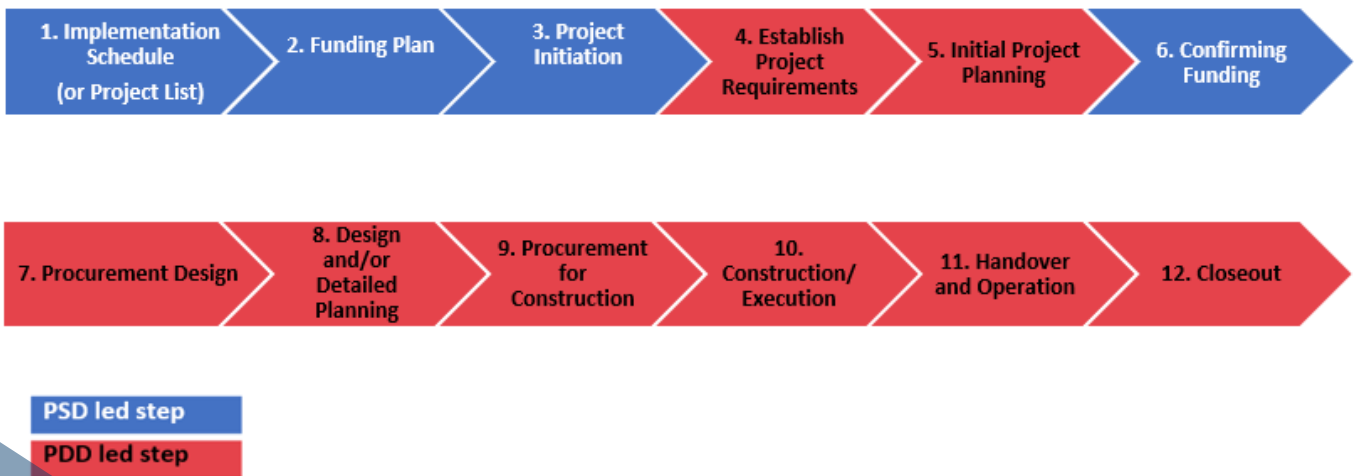 1. Implementation
Schedule
(or Project List)
2. Funding Plan
3. Project
Initiation
4. Establish
Project
Requirements
5. Initial Project
Planning
6. Confirming
Funding
7. Procurement Design
8. Design
and/or
Detailed
Planning
9. Procurement
for
Construction
10.
Construction/
Execution
11. Handover
and Operation
12. Closeout
PSD led step
PDD led step